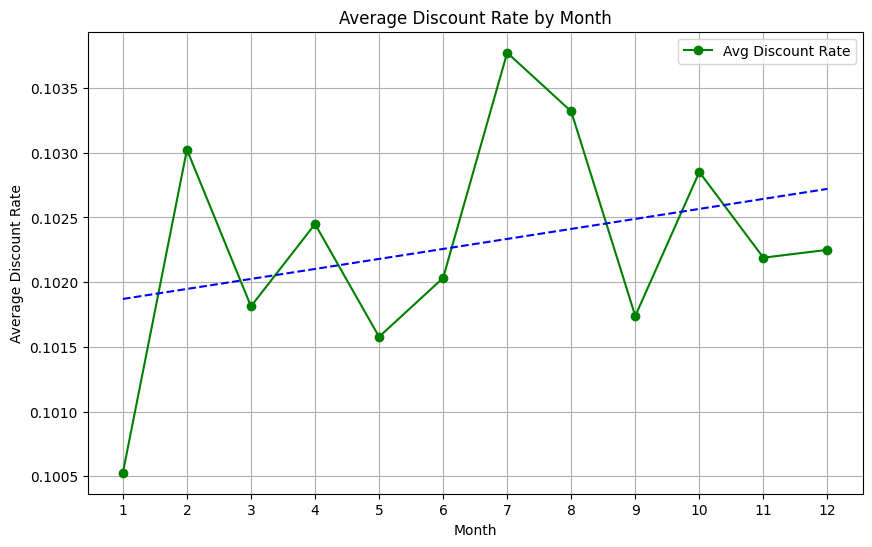 Average Discount Rate by Month
Avg Discount Rate
Average Discount Rate
0.1035
0.1030
0.1025
0.1020
0.1015
0.1010
0.1005
1 2 3 4 5 6 7 8 9 10 11 12
Month